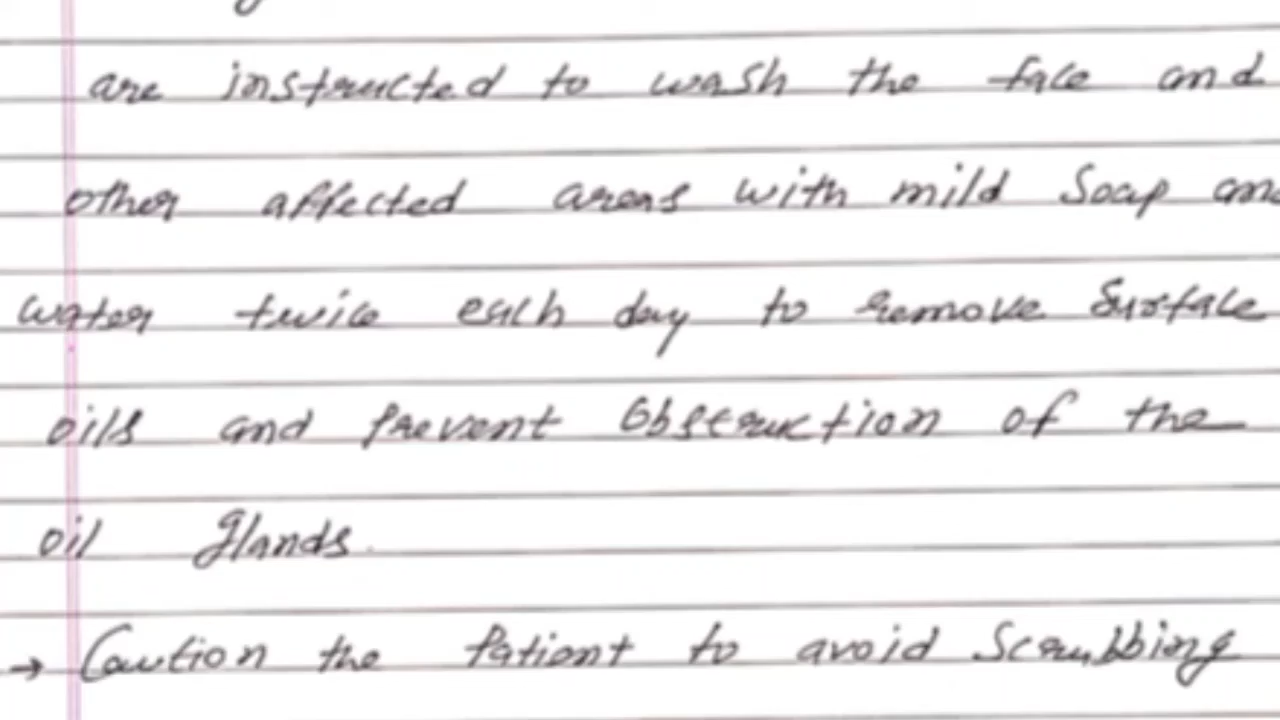 are instructed to wash the face and
other affected areas with mild Soap an
water twice each day to remove Surface
oils and prevent Obstruction of the
oil glands.
→ Caution the Patient to avoid Scrubbing